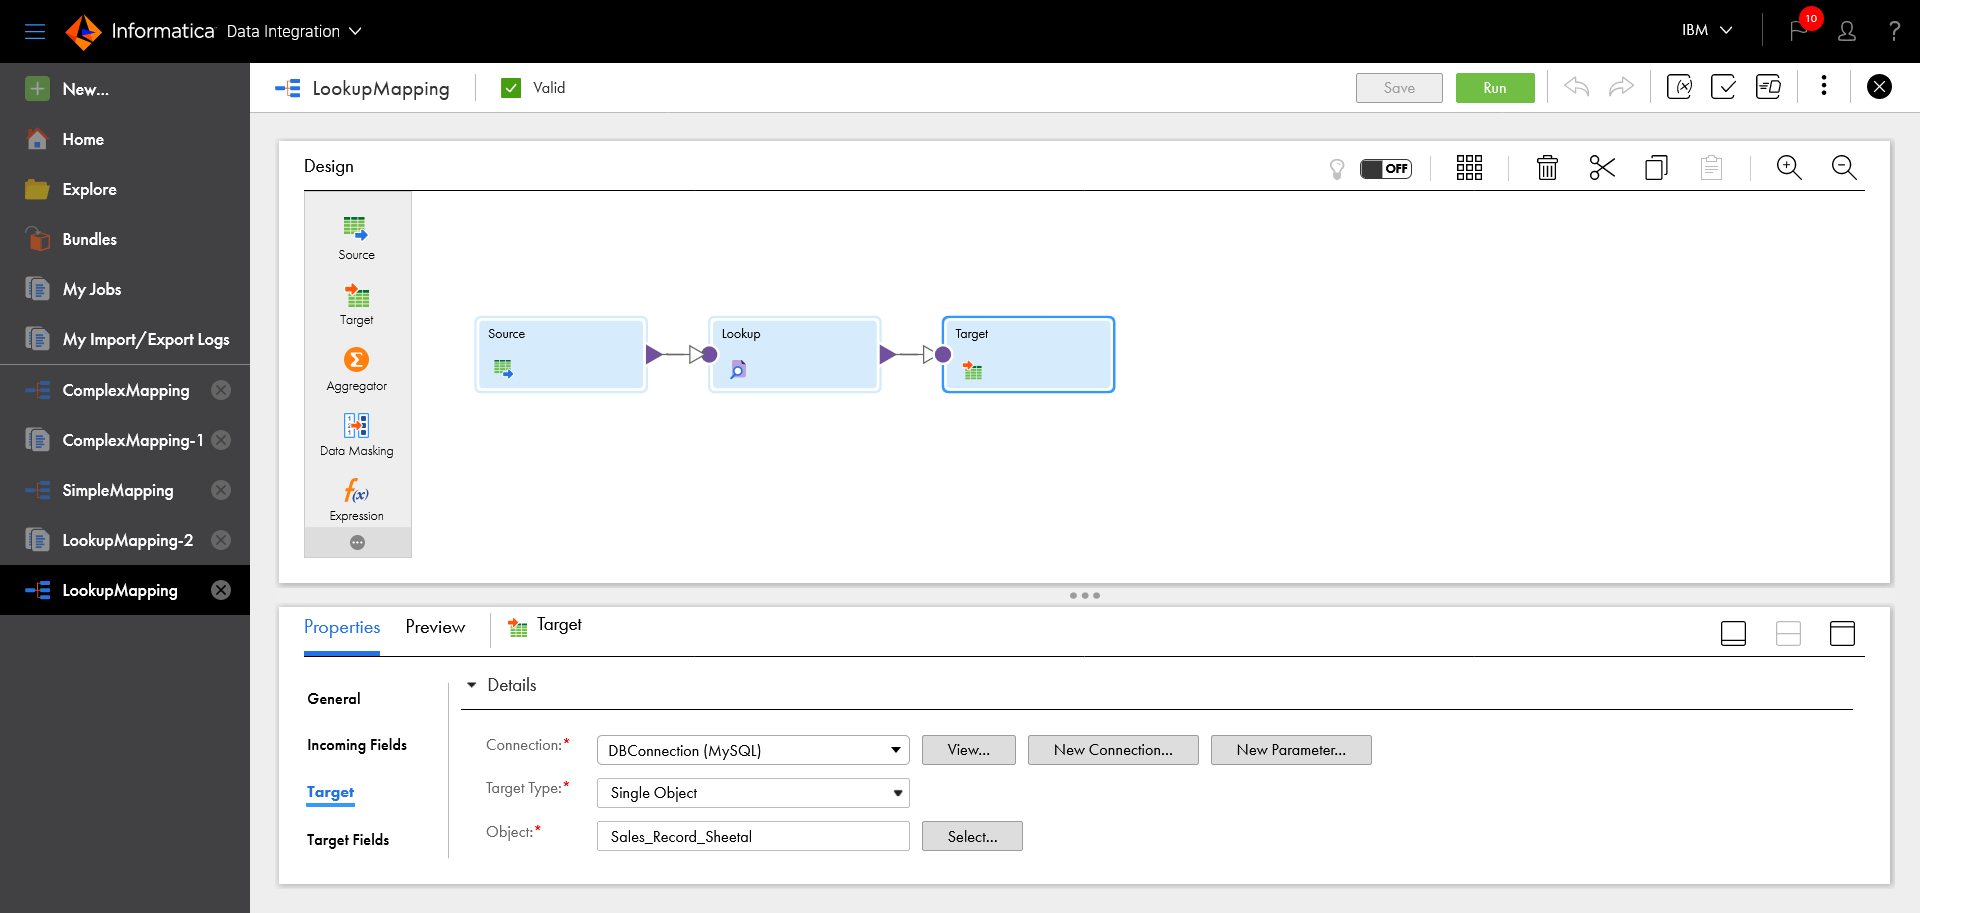 Informatica Data Integration
IBM
10
?
New...
Home
Explore
Bundles
My Jobs
My Import/Export Logs
ComplexMapping
ComplexMapping-1
SimpleMapping
LookupMapping-2
LookupMapping
LookupMapping
Valid
Save
Run
Design
OFF
Source
Target
Aggregator
Data Masking
Expression
Source
Lookup
Target
Properties
Preview
Target
General
Incoming Fields
Target
Target Fields
Details
Connection:*
DBConnection (MySQL)
View...
New Connection...
New Parameter...
Target Type:*
Single Object
Object:*
Sales_Record_Sheetal
Select...